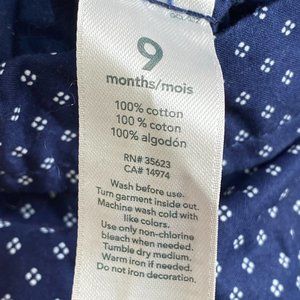 9
months/mois
100% cotton
100 % coton
100% algodón
RN# 35623
CA# 14974
Wash before use.
Turn garment inside out.
Machine wash cold with
like colors.
Use only non-chlorine
bleach when needed.
Tumble dry medium.
Warm iron if needed.
Do not iron decoration.